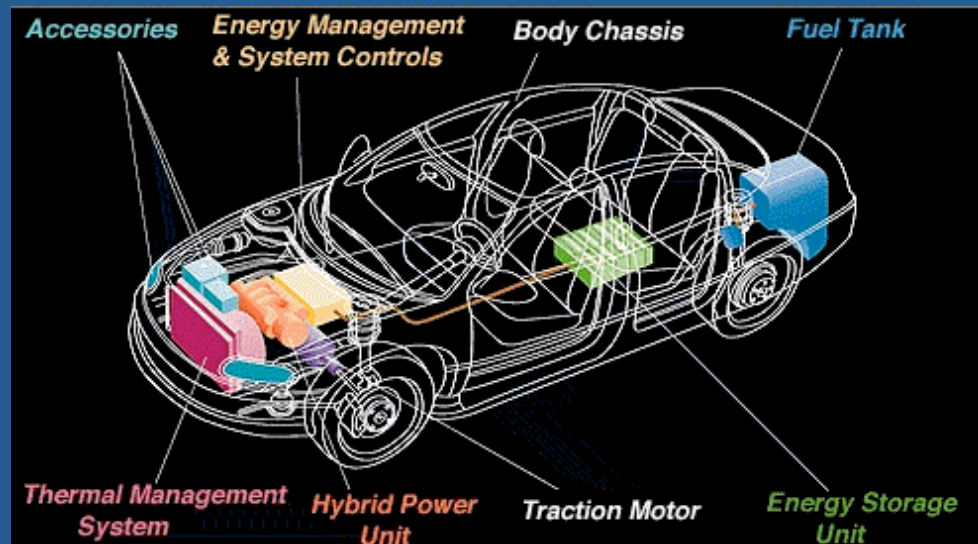 Accessories
Energy Management
& System Controls
Body Chassis
Fuel Tank
Thermal Management
System
Hybrid Power
Unit
Traction Motor
Energy Storage
Unit